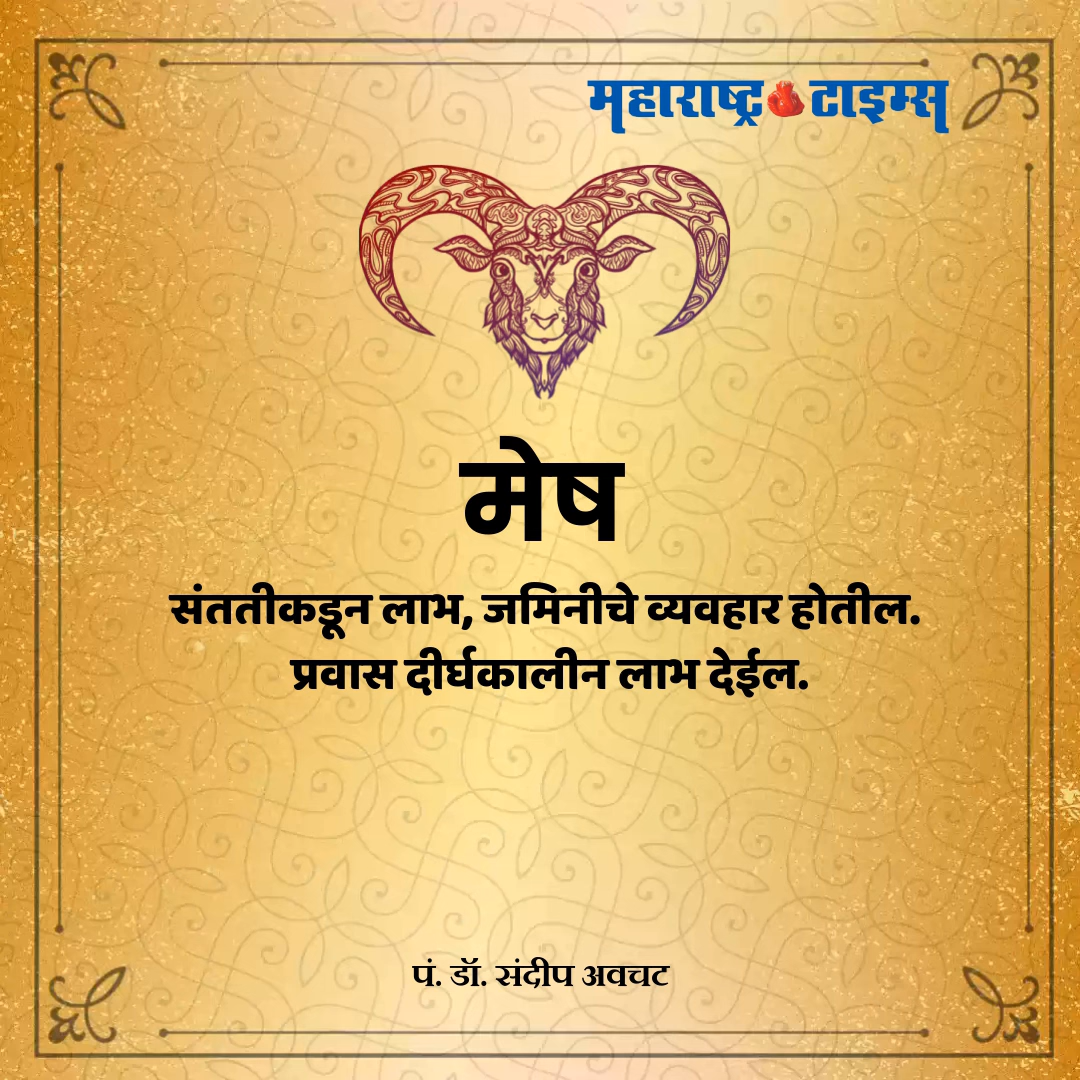 महाराष्ट्र टाइम्स
मेष
संततीकडून लाभ, जमिनीचे व्यवहार होतील.
प्रवास दीर्घकालीन लाभ देईल.
पं. डॉ. संदीप अवचट